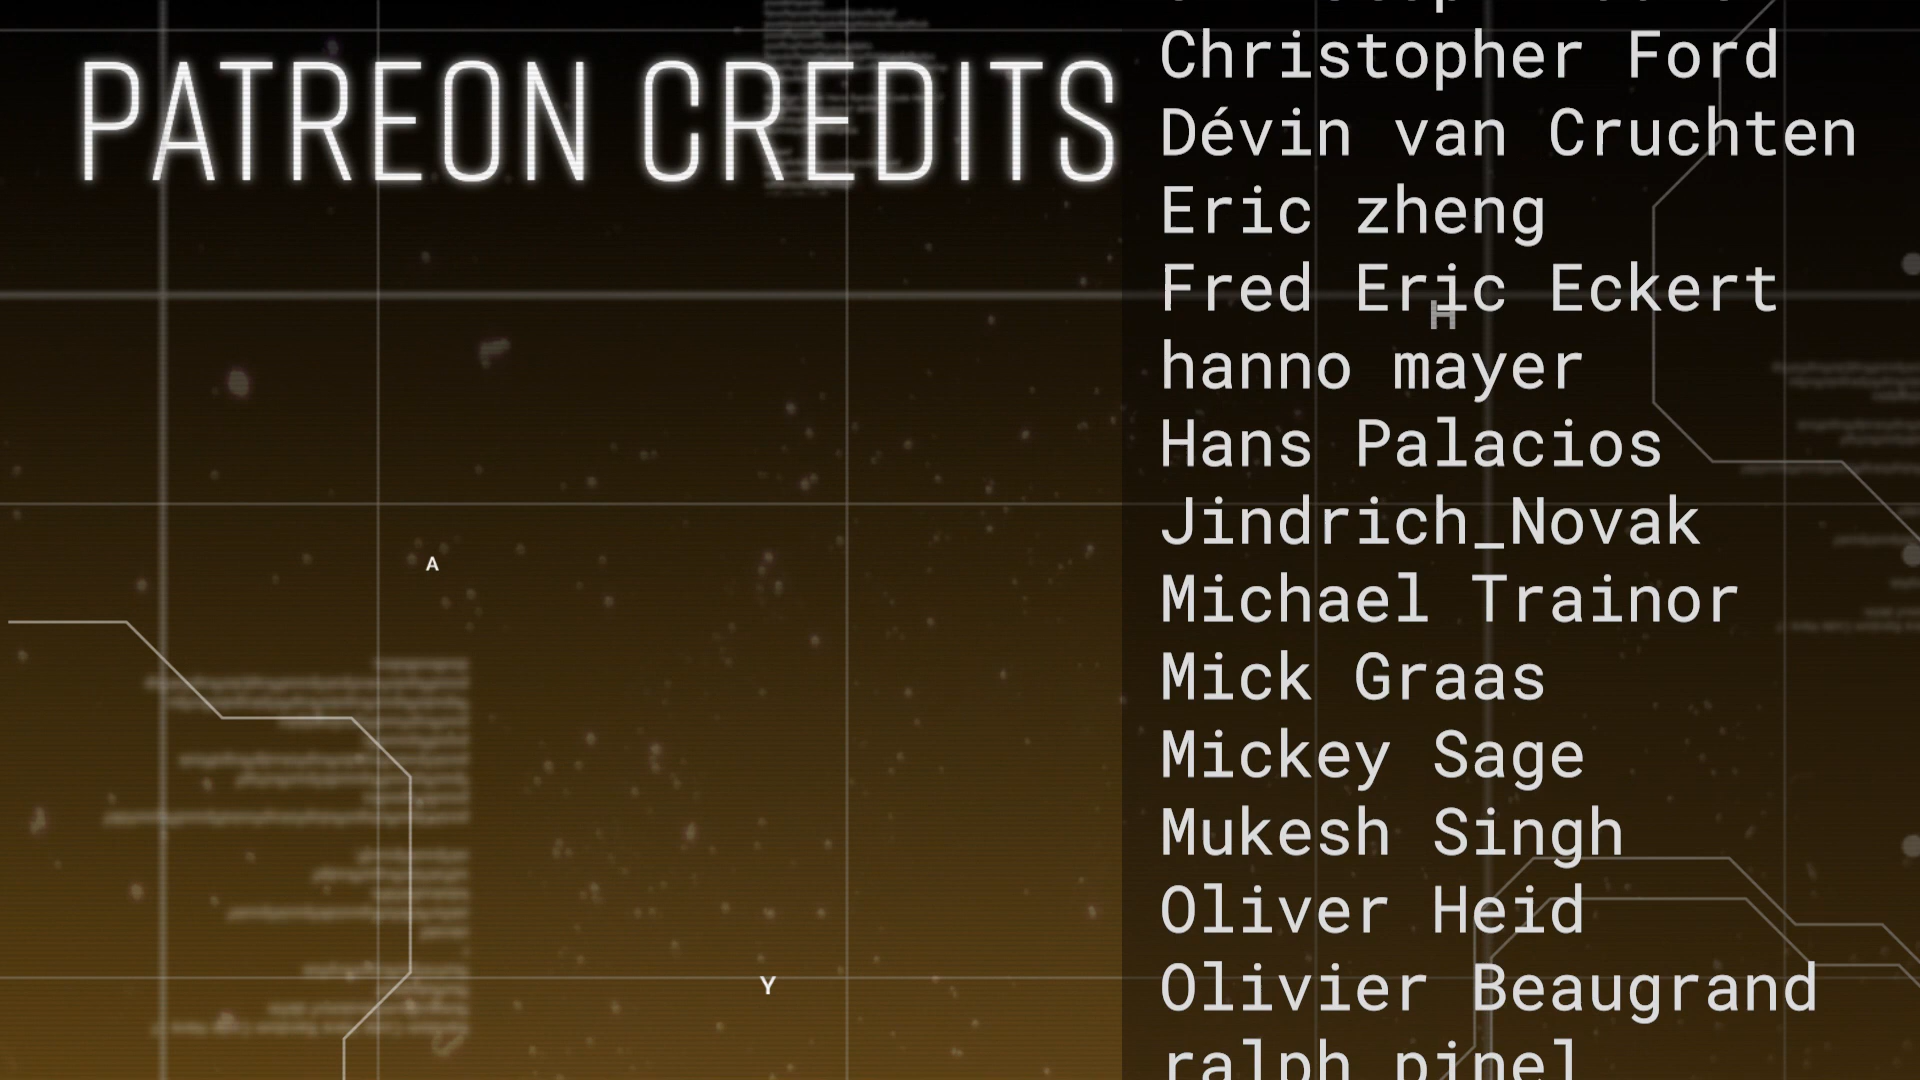 PATREON CREDITS
Christopher Ford
Dévin van Cruchten
Eric zheng
Fred Eric Eckert
H
hanno mayer
Hans Palacios
Jindrich_Novak
A
Michael Trainor
Mick Graas
Mickey Sage
Mukesh Singh
Oliver Heid
Olivier Beaugrand
Y
ralph pinel